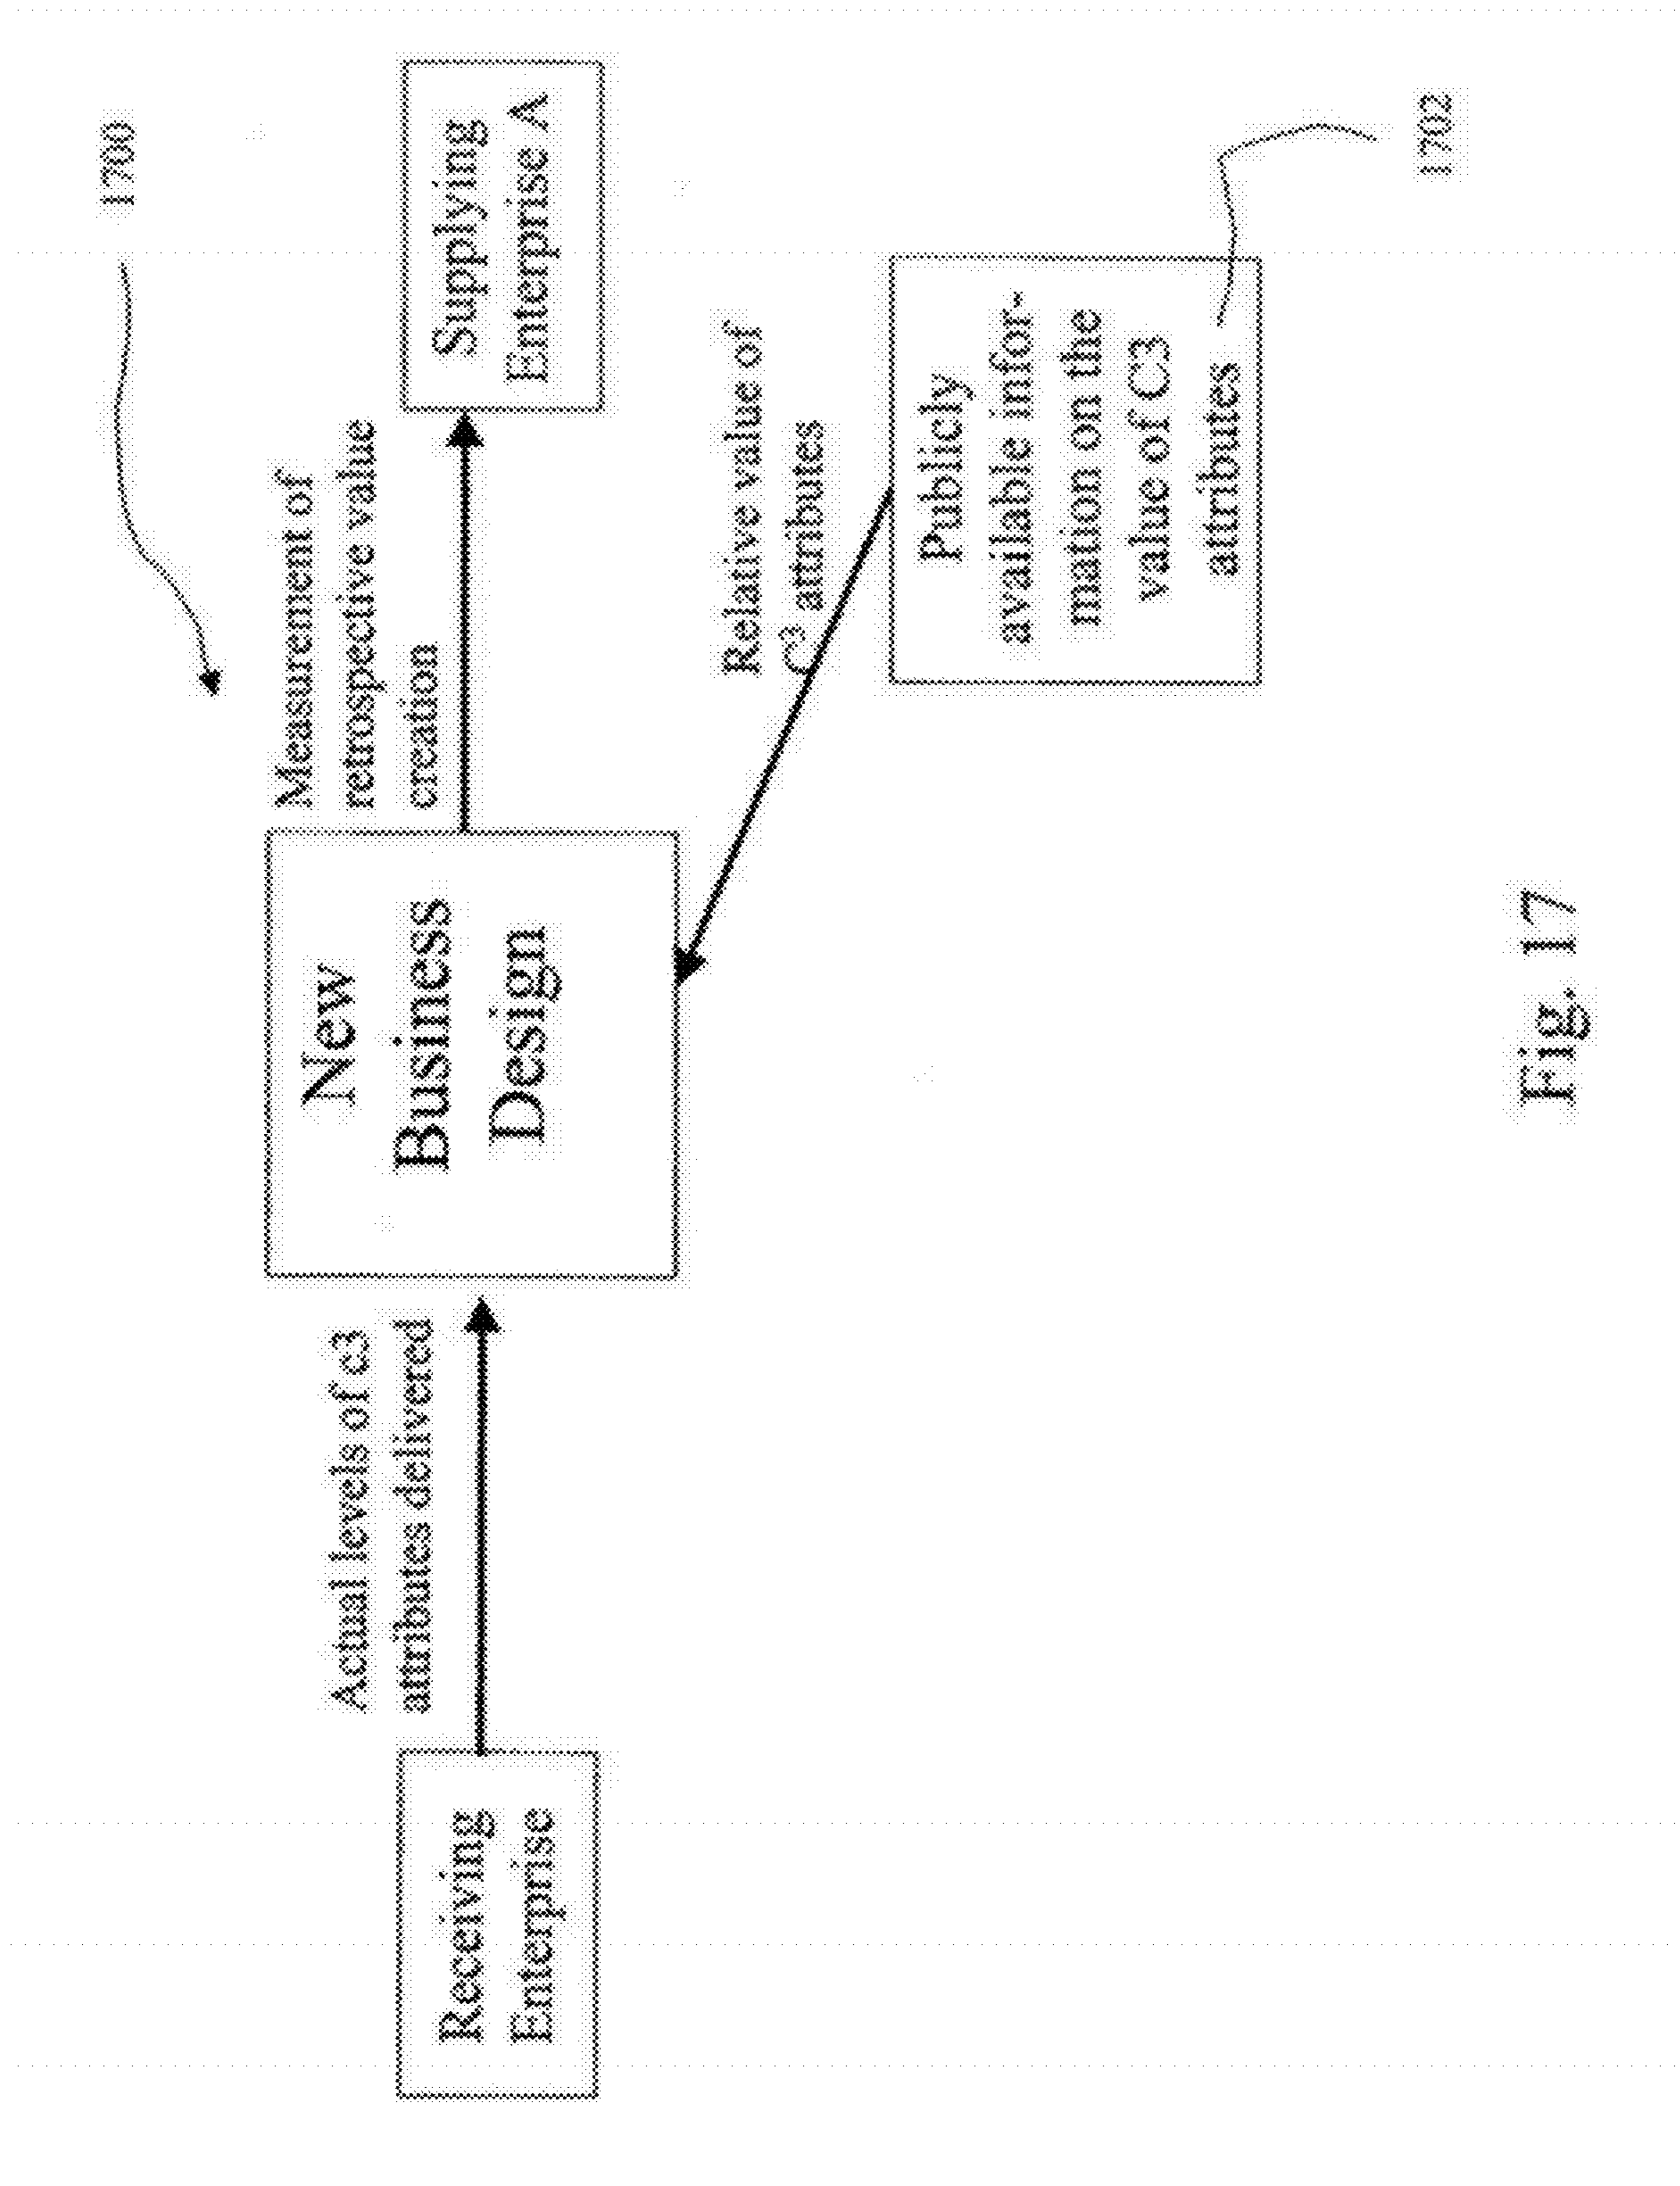 1700
Receiving
Enterprise
Actual levels of c3
attributes delivered
New
Business
Design
Measurement of
retrospective value
creation
Supplying
Enterprise A
Relative value of
C³ attributes
Publicly
available infor-
mation on the
value of C3
attributes
1702
Fig. 17